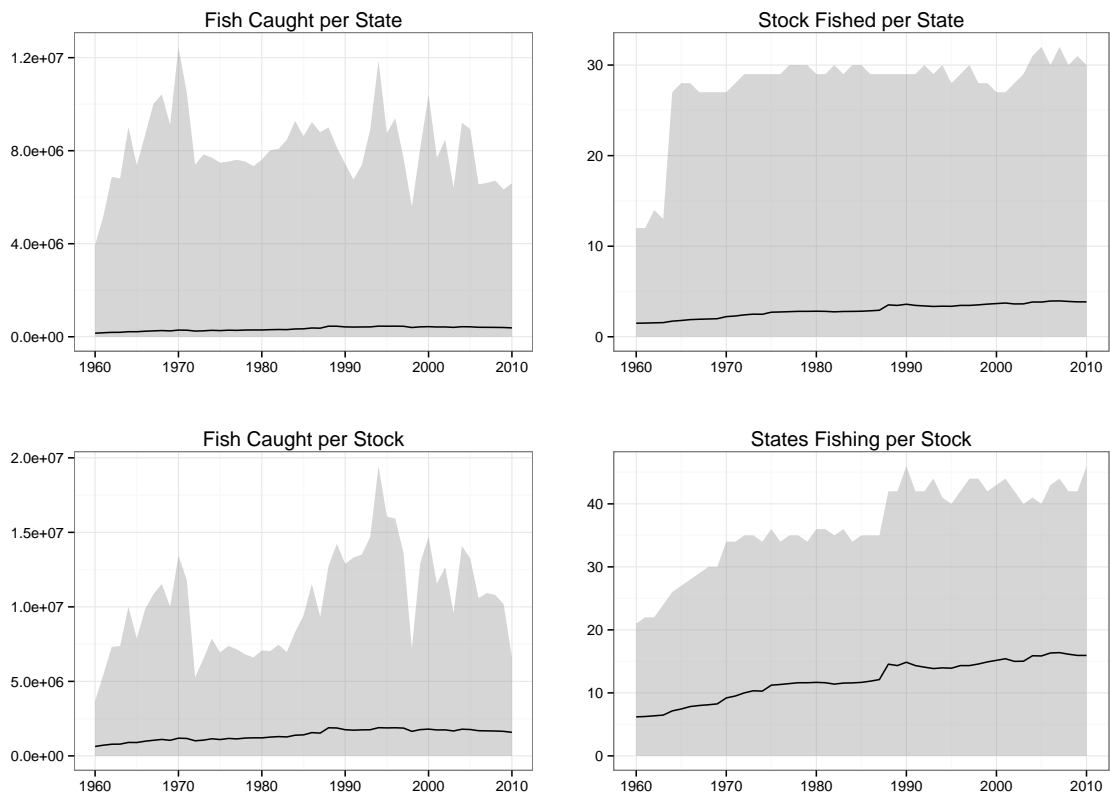 Fish Caught per State
1.2e+07
8.0e+06
4.0e+06
0.0e+00
1960 1970 1980 1990 2000 2010
Stock Fished per State
30
20
10
0
1960 1970 1980 1990 2000 2010
Fish Caught per Stock
2.0e+07
1.5e+07
1.0e+07
5.0e+06
0.0e+00
1960 1970 1980 1990 2000 2010
States Fishing per Stock
40
30
20
10
0
1960 1970 1980 1990 2000 2010